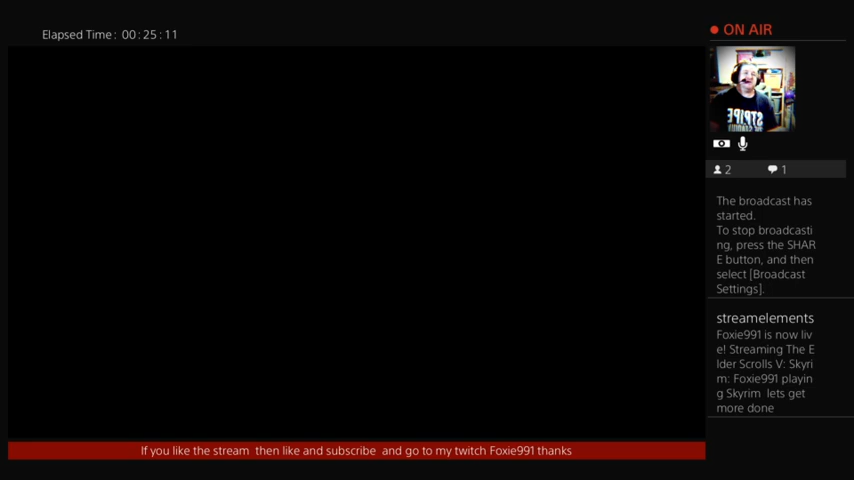 Elapsed Time: 00:25:11
ON AIR
2
1
The broadcast has
started.
To stop broadcasti
ng, press the SHAR
E button, and then
select [Broadcast
Settings].
streamelements
Foxie991 is now liv
e! Streaming The E
lder Scrolls V: Skyri
m: Foxie991 playin
g Skyrim lets get
more done
If you like the stream then like and subscribe and go to my twitch Foxie991 thanks